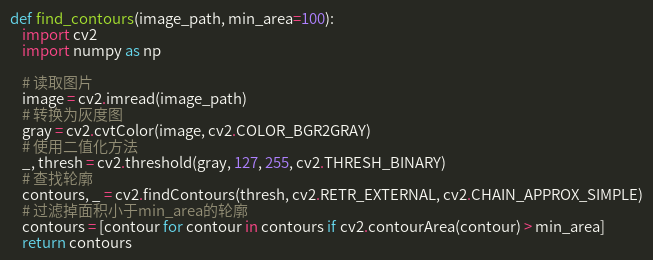 def find_contours(image_path, min_area=100):
import cv2
import numpy as np
# 读取图片
image = cv2.imread(image_path)
# 转换为灰度图
gray = cv2.cvtColor(image, cv2.COLOR_BGR2GRAY)
# 使用二值化方法
_, thresh = cv2.threshold(gray, 127, 255, cv2.THRESH_BINARY)
# 查找轮廓
contours, _ = cv2.findContours(thresh, cv2.RETR_EXTERNAL, cv2.CHAIN_APPROX_SIMPLE)
# 过滤掉面积小于min_area的轮廓
contours = [contour for contour in contours if cv2.contourArea(contour) > min_area]
return contours